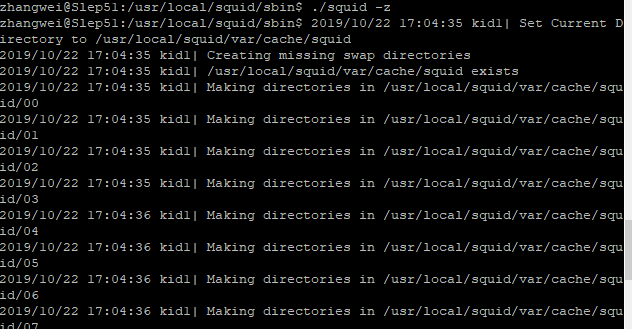 zhangwei@Slep51:/usr/local/squid/sbin$ ./squid -z
zhangwei@Slep51:/usr/local/squid/sbin$ 2019/10/22 17:04:35 kid1| Set Current D
irectory to /usr/local/squid/var/cache/squid
2019/10/22 17:04:35 kid1| Creating missing swap directories
2019/10/22 17:04:35 kid1| /usr/local/squid/var/cache/squid exists
2019/10/22 17:04:35 kid1| Making directories in /usr/local/squid/var/cache/squ
id/00
2019/10/22 17:04:35 kid1| Making directories in /usr/local/squid/var/cache/squ
id/01
2019/10/22 17:04:35 kid1| Making directories in /usr/local/squid/var/cache/squ
id/02
2019/10/22 17:04:35 kid1| Making directories in /usr/local/squid/var/cache/squ
id/03
2019/10/22 17:04:36 kid1| Making directories in /usr/local/squid/var/cache/squ
id/04
2019/10/22 17:04:36 kid1| Making directories in /usr/local/squid/var/cache/squ
id/05
2019/10/22 17:04:36 kid1| Making directories in /usr/local/squid/var/cache/squ
id/06
2019/10/22 17:04:36 kid1| Making directories in /usr/local/squid/var/cache/squ
id/07